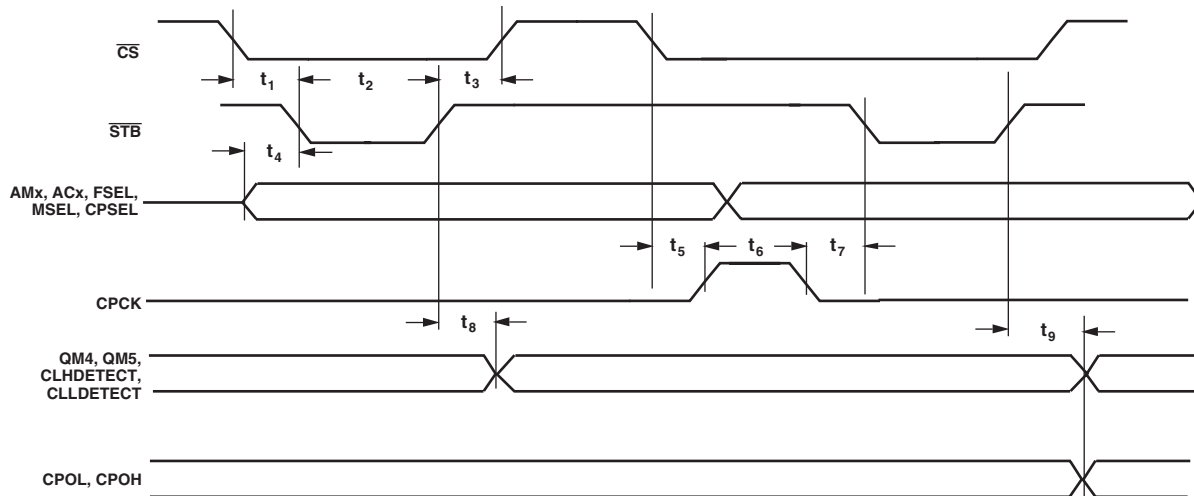 CS
t1 t2 t3
STB
t4
AMx, ACx, FSEL,
MSEL, CPSEL
t5 t6 t7
CPCK
t8 t9
QM4, QM5,
CLHDETECT,
CLLDETECT
CPOL, CPOH